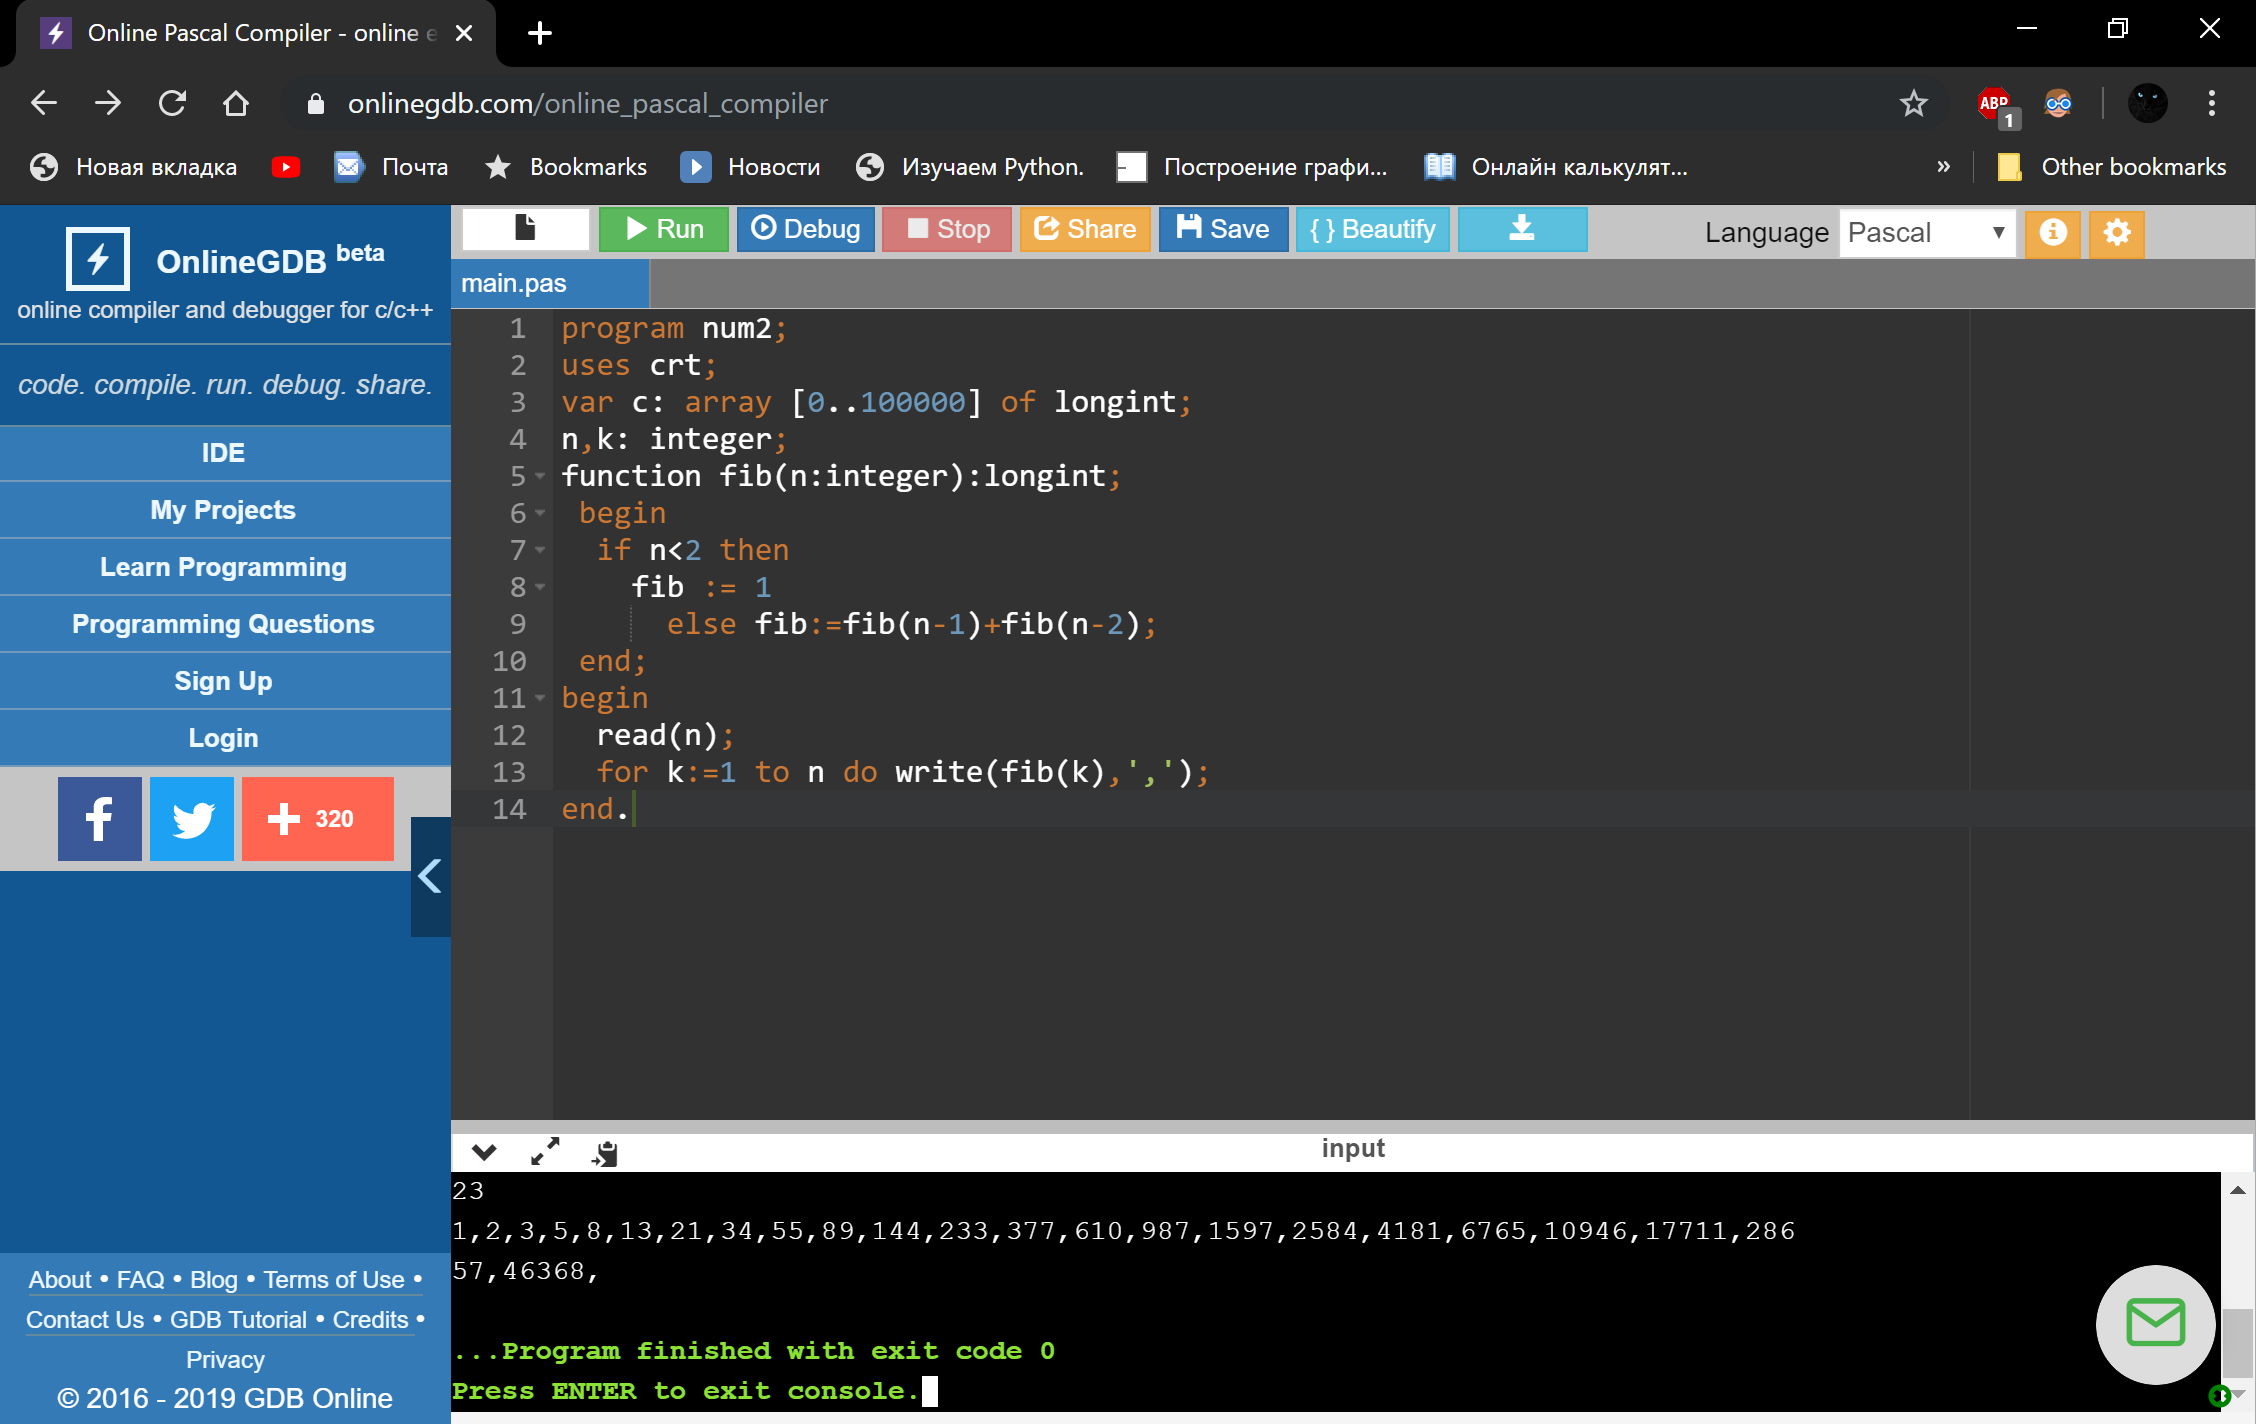 Online Pascal Compiler - online e
onlinegdb.com/online_pascal_compiler
ABP
1
Новая вкладка
Почта
Bookmarks
Новости
Изучаем Python.
Построение графи...
Онлайн калькулят...
»
Other bookmarks
OnlineGDB beta
online compiler and debugger for c/c++
code. compile. run. debug. share.
IDE
My Projects
Learn Programming
Programming Questions
Sign Up
Login
320
About • FAQ • Blog • Terms of Use •
Contact Us • GDB Tutorial • Credits •
Privacy
© 2016 - 2019 GDB Online
Run
Debug
Stop
Share
Save
{ } Beautify
Language
Pascal
main.pas
1 program num2;
2 uses crt;
3 var c: array [0..100000] of longint;
4 n,k: integer;
5 function fib(n:integer):longint;
6 begin
7 if n<2 then
8 fib := 1
9 else fib:=fib(n-1)+fib(n-2);
10 end;
11 begin
12 read(n);
13 for k:=1 to n do write(fib(k),',');
14 end.
input
23
1,2,3,5,8,13,21,34,55,89,144,233,377,610,987,1597,2584,4181,6765,10946,17711,286
57,46368,
...Program finished with exit code 0
Press ENTER to exit console.